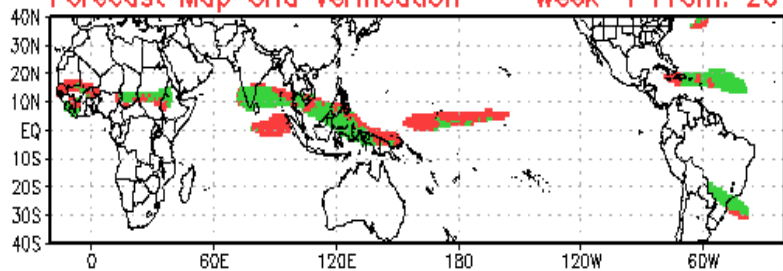 Forecast Map and Verification Week 1 From: 20
40N
30N
20N
10N
EQ
10S
20S
30S
40S
0 60E 120E 180 120W 60W